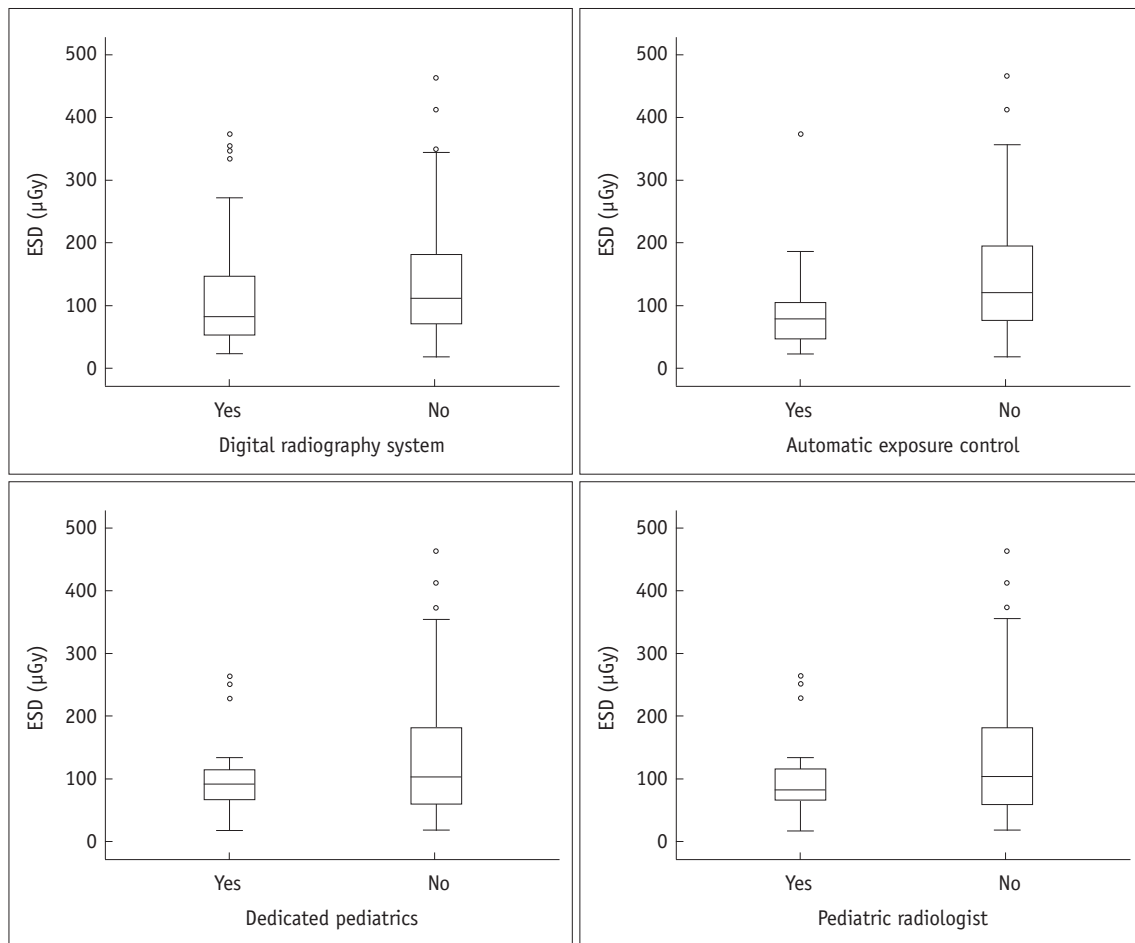 500
400
300
200
100
0
ESD (µGy)
Yes No
Digital radiography system
500
400
300
200
100
0
ESD (µGy)
Yes No
Automatic exposure control
500
400
300
200
100
0
ESD (µGy)
Yes No
Dedicated pediatrics
500
400
300
200
100
0
ESD (µGy)
Yes No
Pediatric radiologist